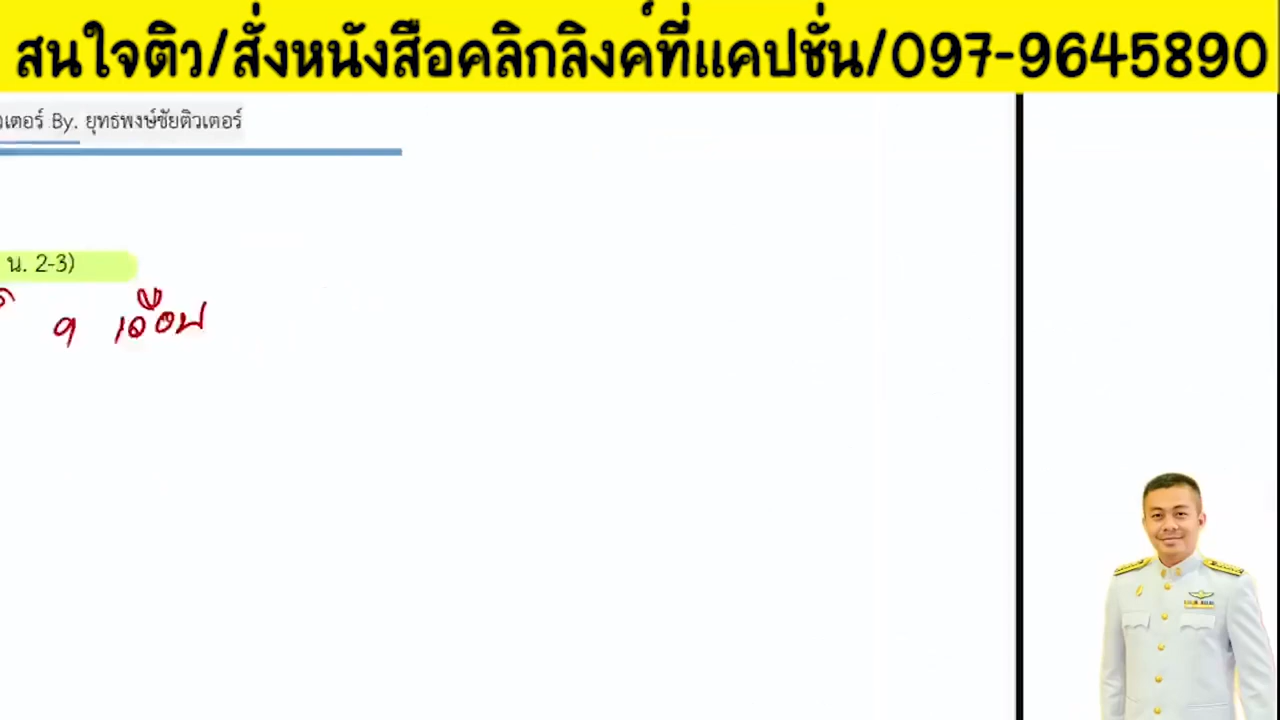 สนใจติว/สั่งหนังสือคลิกลิงค์ที่แคปชั่น/097-9645890
วเตอร์ By. ยุทธพงษ์ชัยติวเตอร์
น. 2-3)
9 เดือน